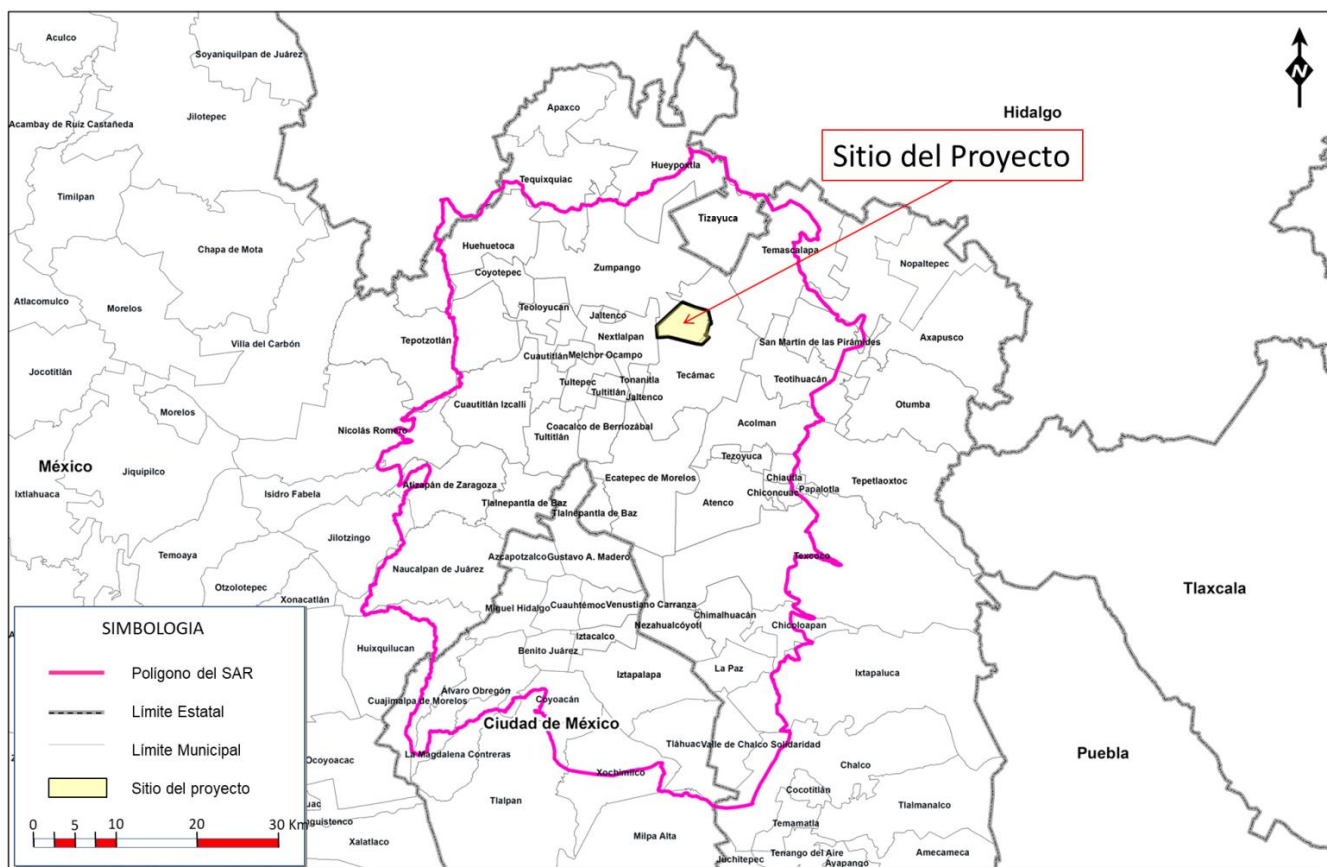 Aculco
Soyaniquilpan de Juárez
N
Hidalgo
Acambay de Ruíz Castañeda
Jilotepec
Apaxco
Sitio del Proyecto
Hueypoxtla
Tequixquiac
Timilpan
Tizayuca
Chapa de Mota
Huehuetoca
Temascalapa
Nopaltepec
Coyotepec
Zumpango
Atlacomulco
Morelos
Teoloyucán
Jaltenco
Nextlalpan
Axapusco
Villa del Carbón
Tepotzotlán
San Martín de las Pirámides
Cuautitlán
Melchor Ocampo
Jocotitlán
Tecámac
Teotihuacán
Tultepec
Tonanitla
Tultitlán
Jaltenco
Morelos
Cuautitlán Izcalli
Otumba
Nicolás Romero
Coacalco de Berriozábal
Tultitlán
Acolman
México
Jiquipilco
Tezoyuca
Ixtlahuaca
Isidro Fabela
Atizapán de Zaragoza
Ecatepec de Morelos
Chiautla
Tepetlaoxtoc
Chiconcuac
Papalotla
Tlalnepantla de Baz
Atenco
Tlalnepantla de Baz
Jilotzingo
Temoaya
Azcapotzalco
Gustavo A. Madero
Texcoco
Naucalpan de Juárez
Otzolotepec
Tlaxcala
Xonacatlán
Miguel Hidalgo
Cuauhtémoc
Venustiano Carranza
Chimalhuacán
Nezahualcóyotl
Chicoloapan
Iztacalco
Huixquilucan
Benito Juárez
La Paz
Iztapalapa
Ixtapaluca
Álvaro Obregón
Cuajimalpa de Morelos
Coyoacán
Ciudad de México
Tláhuac
Valle de Chalco Solidaridad
La Magdalena Contreras
Puebla
Ocoyoacac
Xochimilco
Chalco
Cocotitlán
Tlalpan
Tlalmanalco
Temamatla
Xalatlaco
Milpa Alta
Tenango del Aire
Amecameca
Juchitepec
Ayapango
SIMBOLOGIA
Polígono del SAR
Límite Estatal
Límite Municipal
Sitio del proyecto
0 5 10 20 30 Km